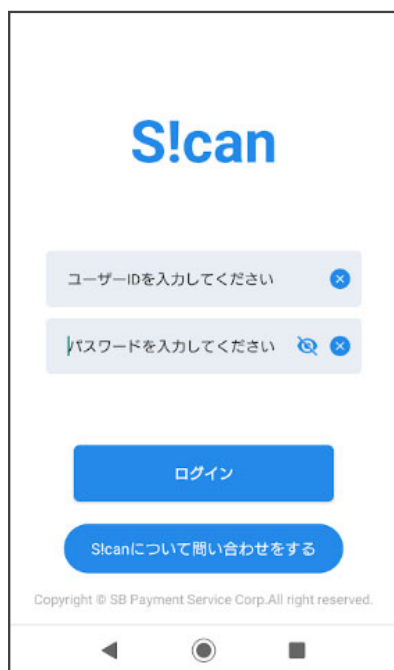 S!can
ユーザーIDを入力してください
パスワードを入力してください
ログイン
S!canについて問い合わせをする
Copyright © SB Payment Service Corp.All right reserved.